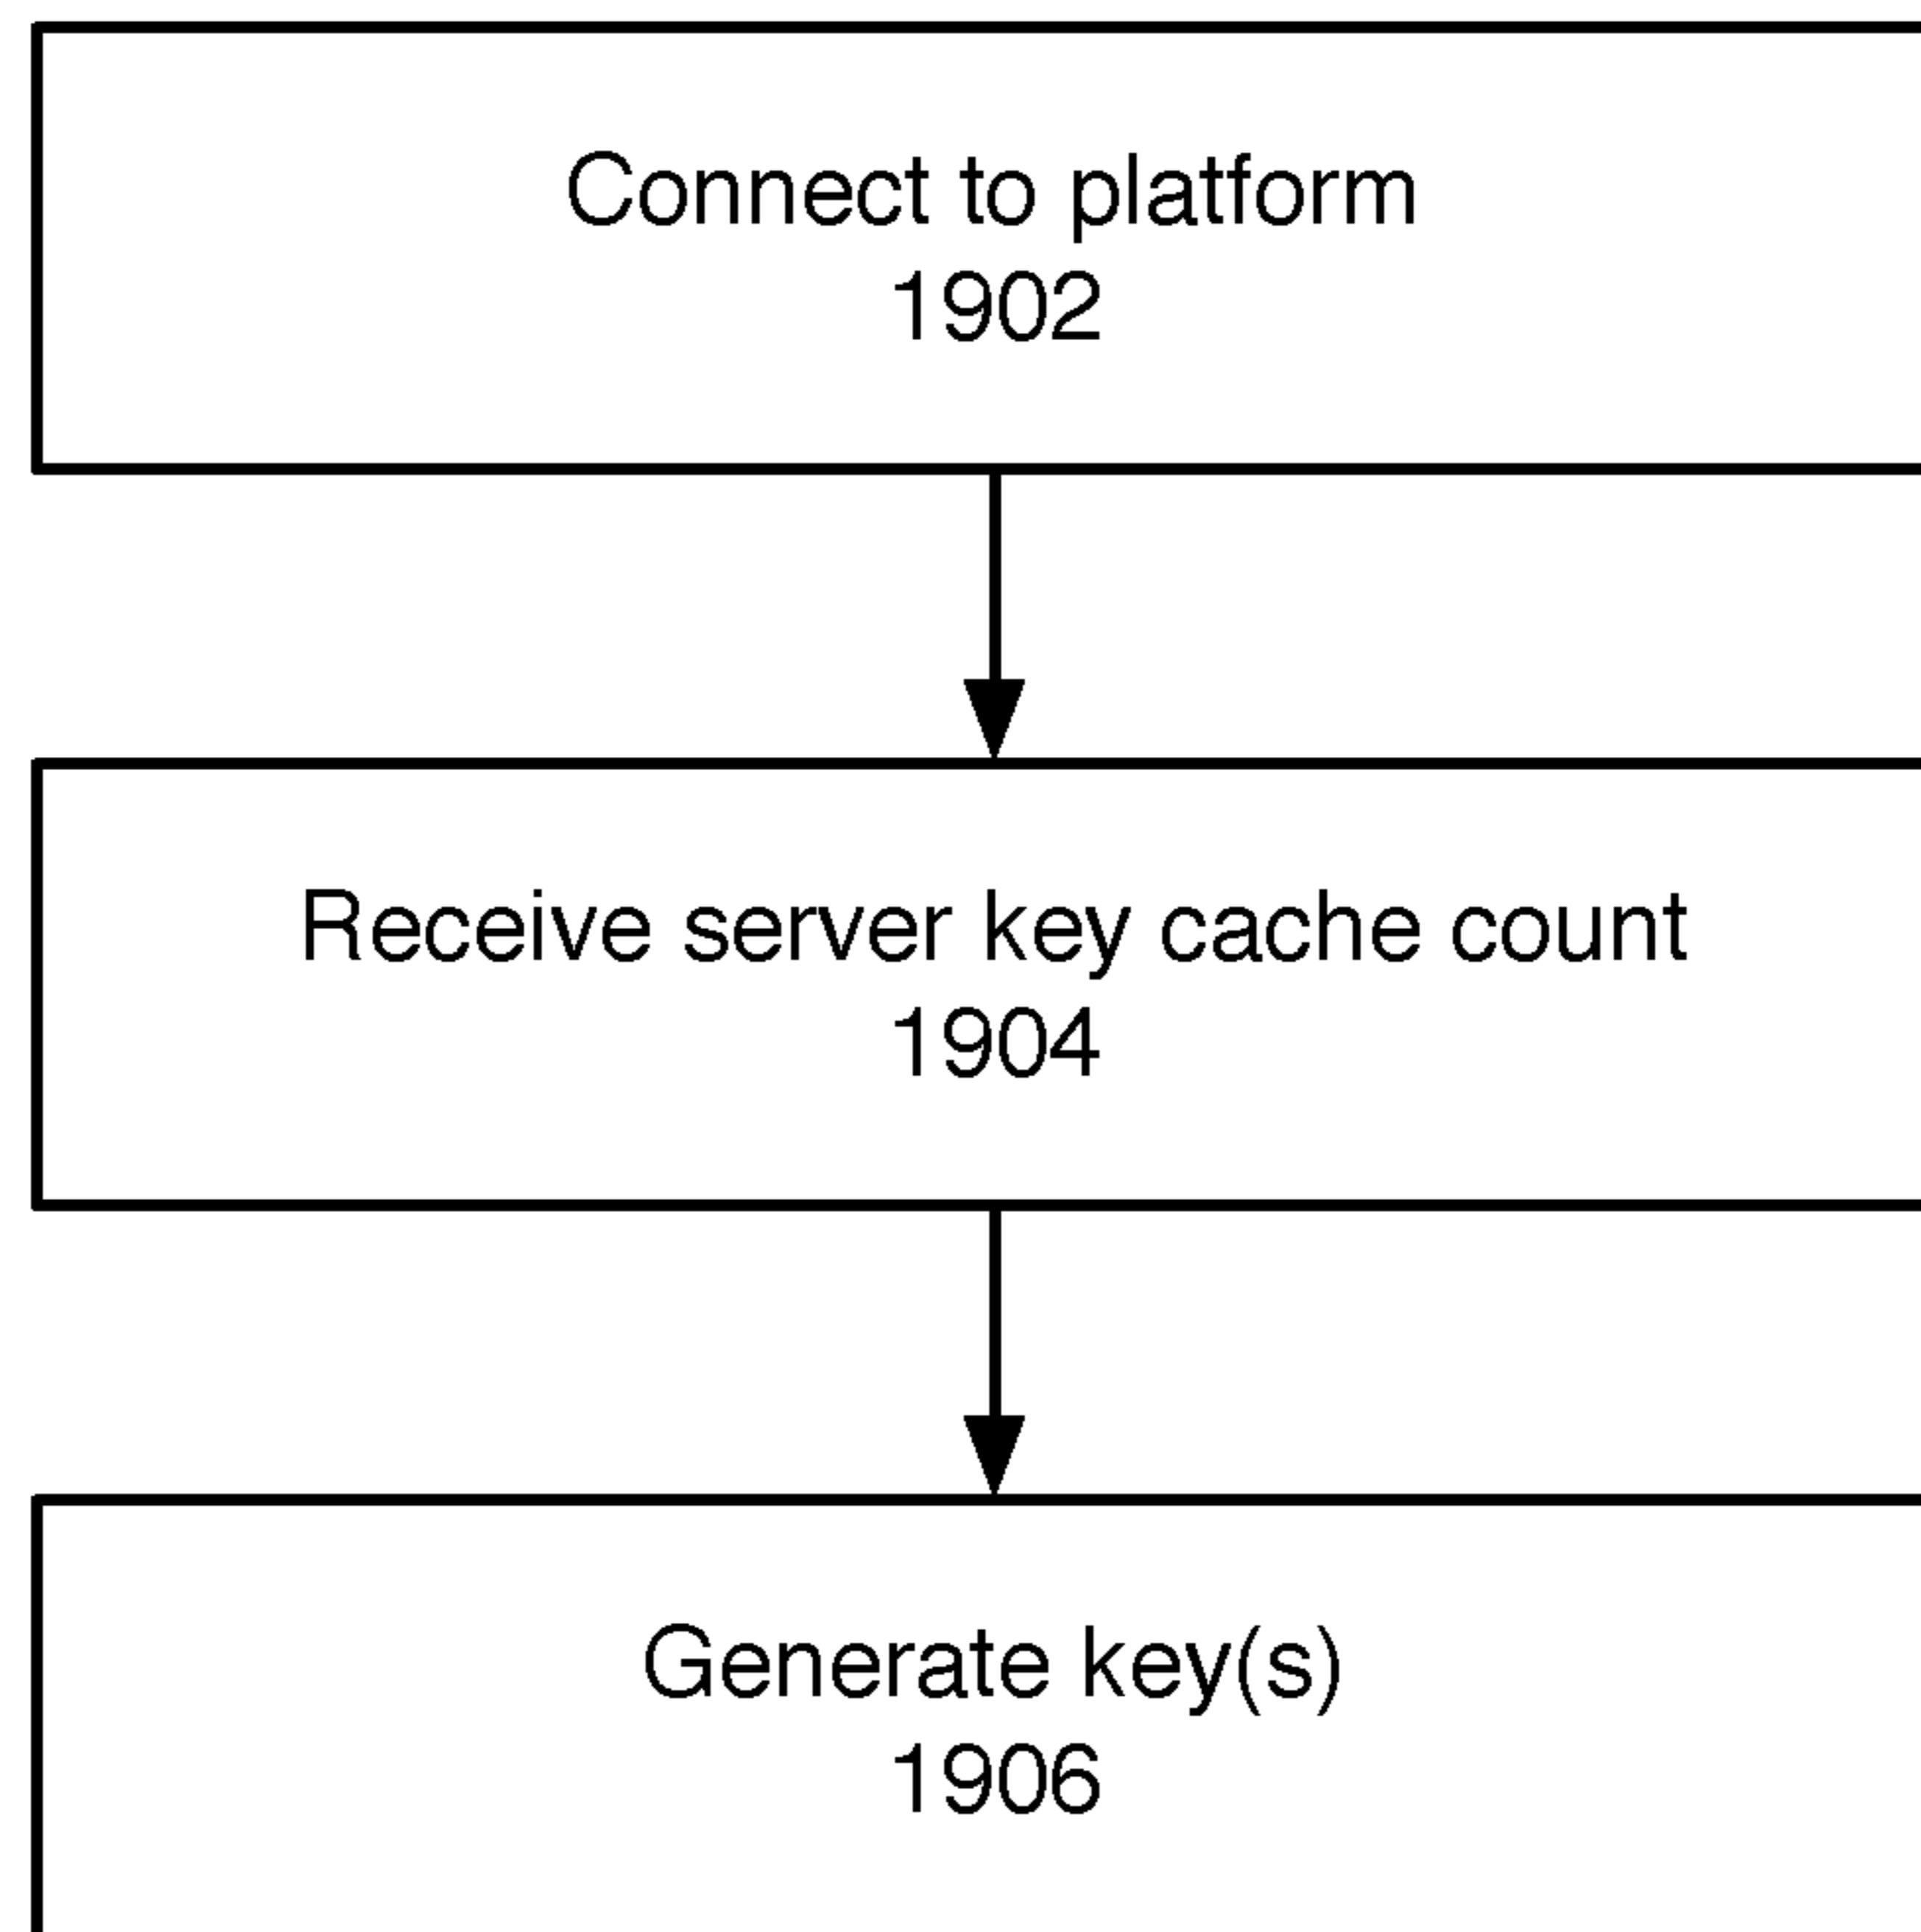 Connect to platform
1902
Receive server key cache count
1904
Generate key(s)
1906